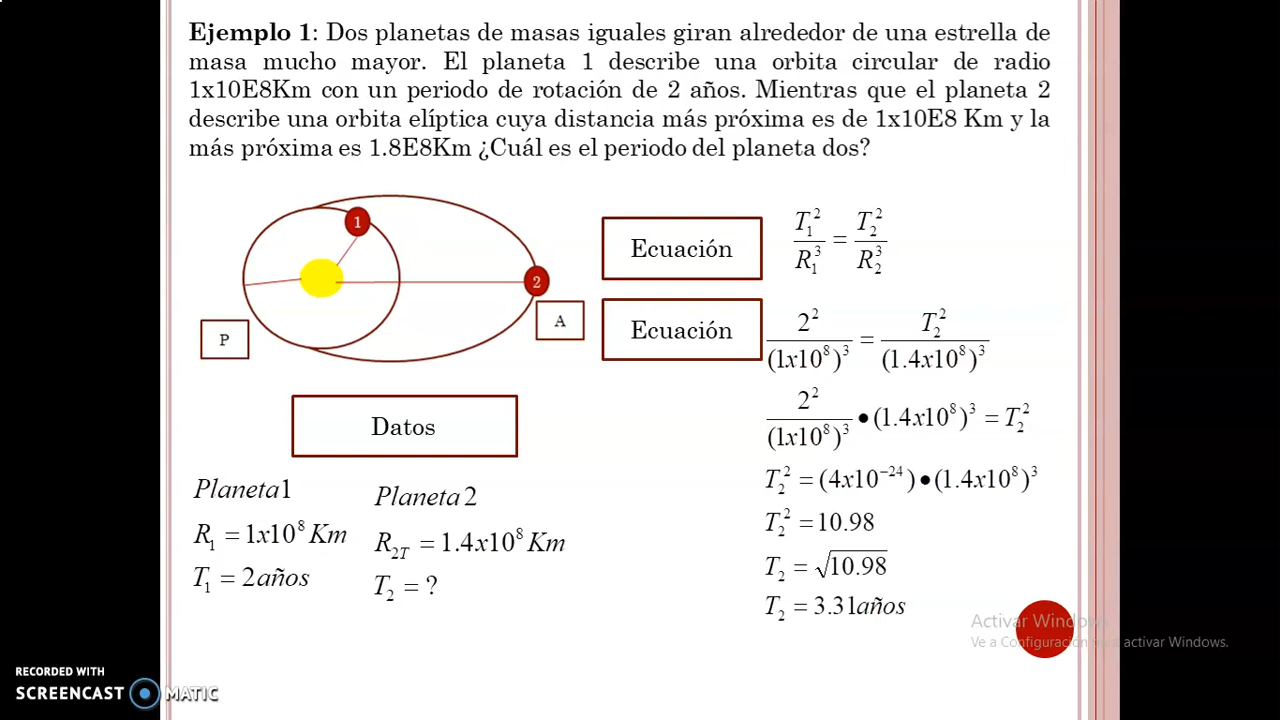 Ejemplo 1: Dos planetas de masas iguales giran alrededor de una estrella de
masa mucho mayor. El planeta 1 describe una orbita circular de radio
1x10E8Km con un periodo de rotación de 2 años. Mientras que el planeta 2
describe una orbita elíptica cuya distancia más próxima es de 1x10E8 Km y la
más próxima es 1.8E8Km ¿Cuál es el periodo del planeta dos?
1
2
P
A
Datos
Planeta1
R₁ = 1x10⁸ Km
T₁ = 2años
Planeta 2
R₂T = 1.4x10⁸ Km
T₂ = ?
Ecuación
T₁²/R₁³ = T₂²/R₂³
Ecuación
2²/(1x10⁸)³ = T₂²/(1.4x10⁸)³
2²/(1x10⁸)³ • (1.4x10⁸)³ = T₂²
T₂² = (4x10⁻²⁴) • (1.4x10⁸)³
T₂² = 10.98
T₂ = √10.98
T₂ = 3.31años
Activar Windows
Ve a Configuración para activar Windows.
RECORDED WITH
SCREENCAST MATIC